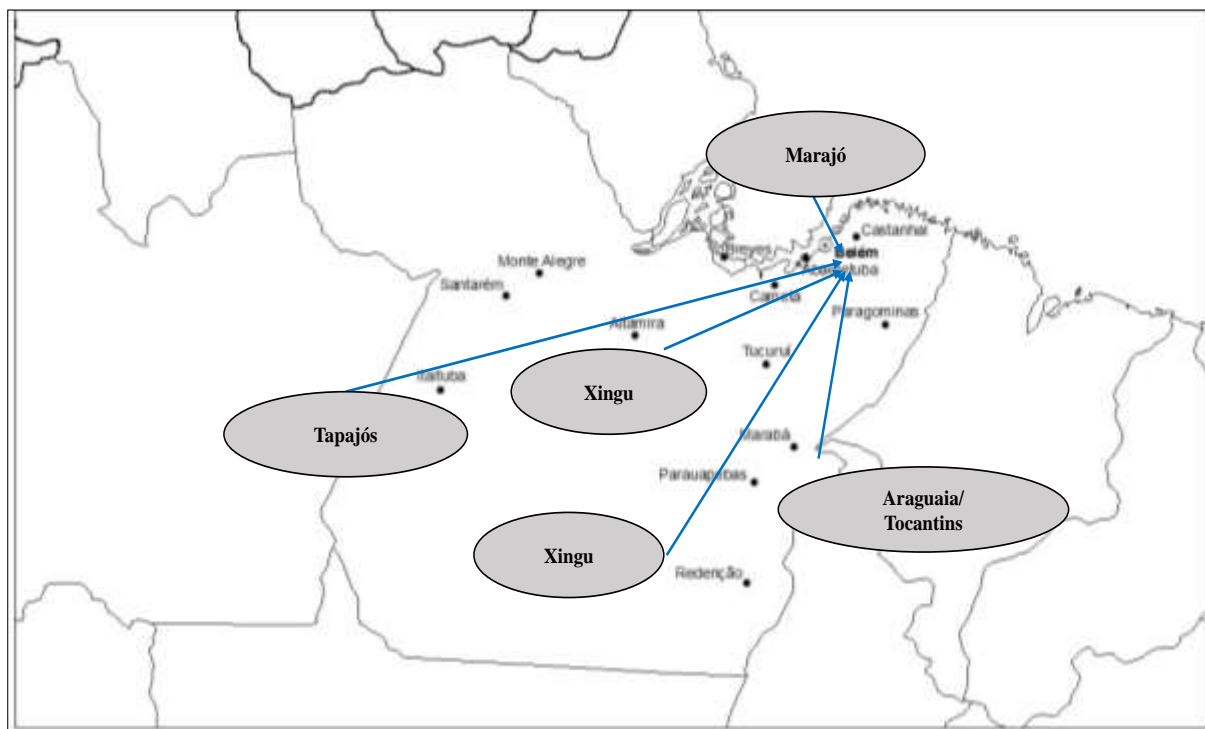 Marajó
Castanhal
Belém
Monte Alegre
Santarém
Cametá
Paragominas
Altamira
Tucuruí
Itaituba
Xingu
Tapajós
Marabá
Parauapebas
Araguaia/
Tocantins
Xingu
Redenção